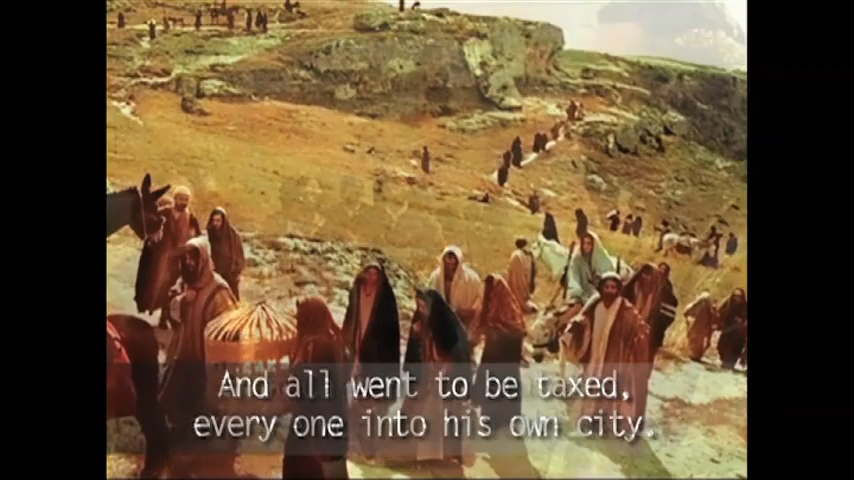 And all went to be taxed,
every one into his own city.